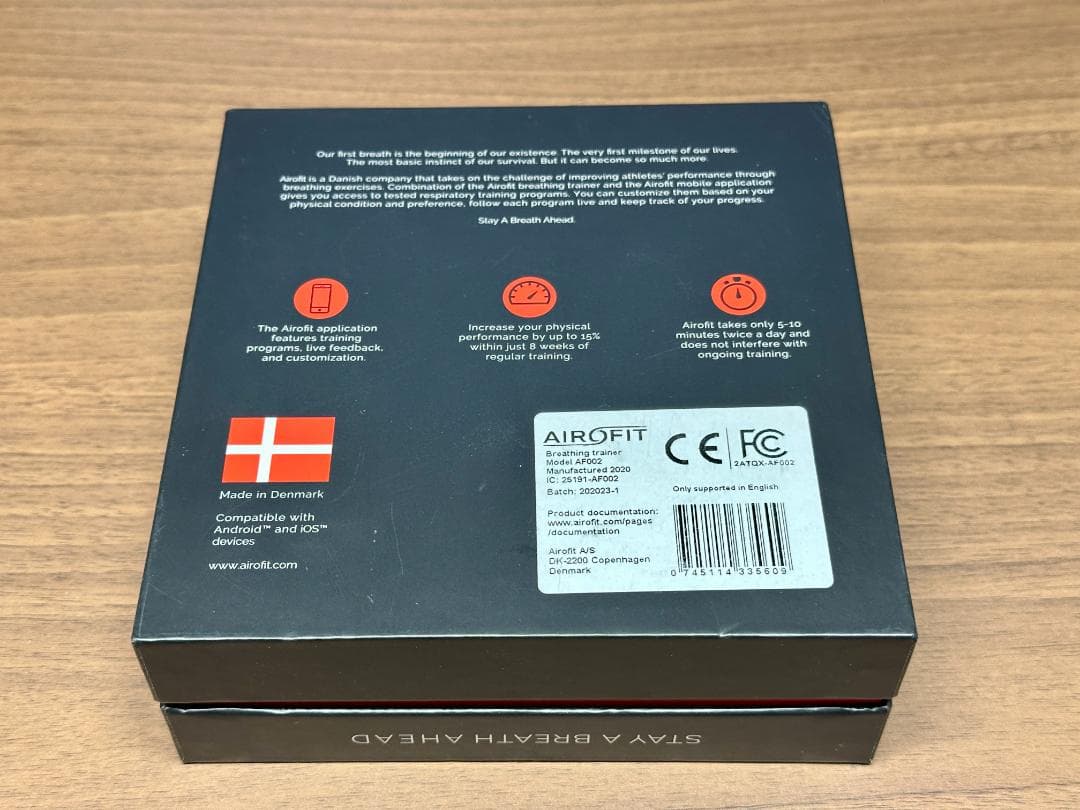 Our first breath is the beginning of our existence. The very first milestone of our lives.
The most basic instinct of our survival. But it can become so much more.
Airofit is a Danish company that takes on the challenge of improving athletes' performance through
breathing exercises. Combination of the Airofit breathing trainer and the Airofit mobile application
gives you access to tested respiratory training programs. You can customize them based on your
physical condition and preference, follow each program live and keep track of your progress.
Stay A Breath Ahead.
The Airofit application
features training
programs, live feedback,
and customization.
Increase your physical
performance by up to 15%
within just 8 weeks of
regular training.
Airofit takes only 5-10
minutes twice a day and
does not interfere with
ongoing training.
Made in Denmark
Compatible with
Android™ and iOS™
devices
www.airofit.com
AIROFIT
Breathing trainer
Model AF002
Manufactured 2020
IC: 25191-AF002
Batch: 202023-1
Product documentation:
www.airofit.com/pages
/documentation
Airofit A/S
DK-2200 Copenhagen
Denmark
CE
FC
2ATQX-AF002
Only supported in English
0 745114 335609
STAY A BREATH AHEAD